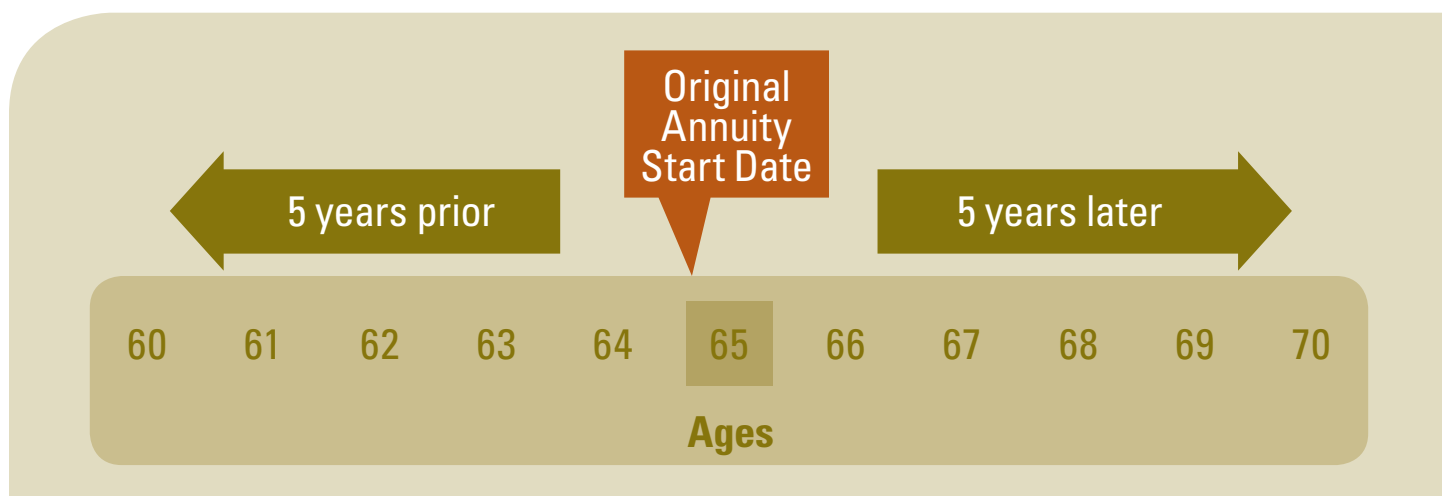 Original
Annuity
Start Date
5 years prior
5 years later
60 61 62 63 64 65 66 67 68 69 70
Ages